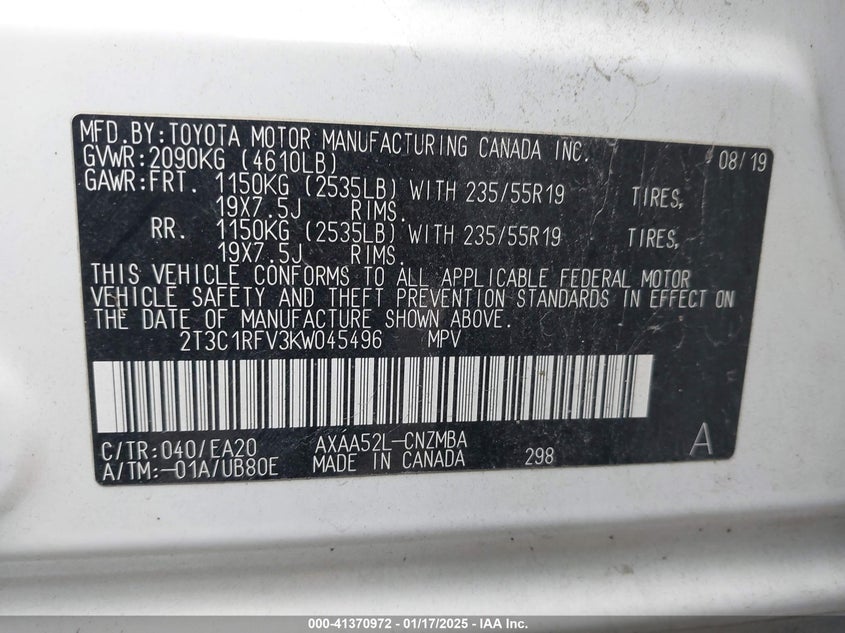 MFD.BY:TOYOTA MOTOR MANUFACTURING CANADA INC. 08/19
GVWR:2090KG (4610LB)
GAWR:FRT. 1150KG (2535LB) WITH 235/55R19 TIRES,
19X7.5J RIMS.
RR. 1150KG (2535LB) WITH 235/55R19 TIRES,
19X7.5J RIMS.
THIS VEHICLE CONFORMS TO ALL APPLICABLE FEDERAL MOTOR
VEHICLE SAFETY AND THEFT PREVENTION STANDARDS IN EFFECT ON
THE DATE OF MANUFACTURE SHOWN ABOVE.
2T3C1RFV3KW045496 MPV
C/TR:040/EA20 AXAA52L-CNZMBA A
A/TM:-01A/UB80E MADE IN CANADA 298
000-41370972 — 01/17/2025 - IAA Inc.